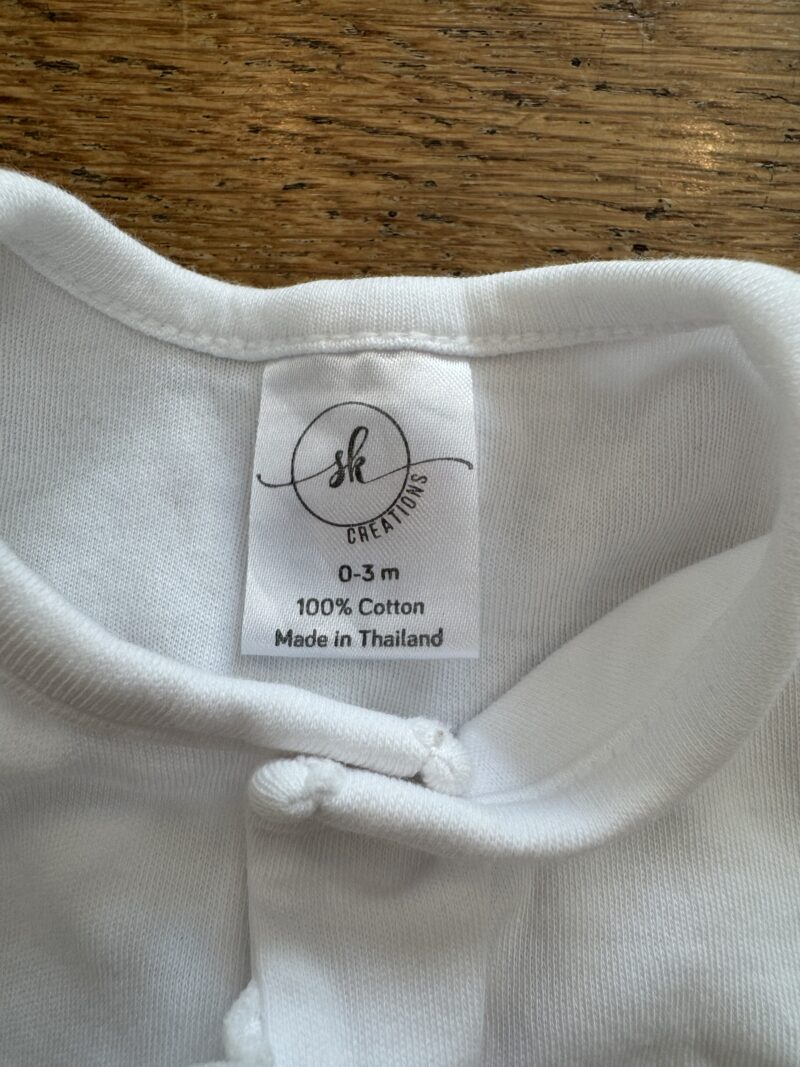 sk
CREATIONS
0-3 m
100% Cotton
Made in Thailand